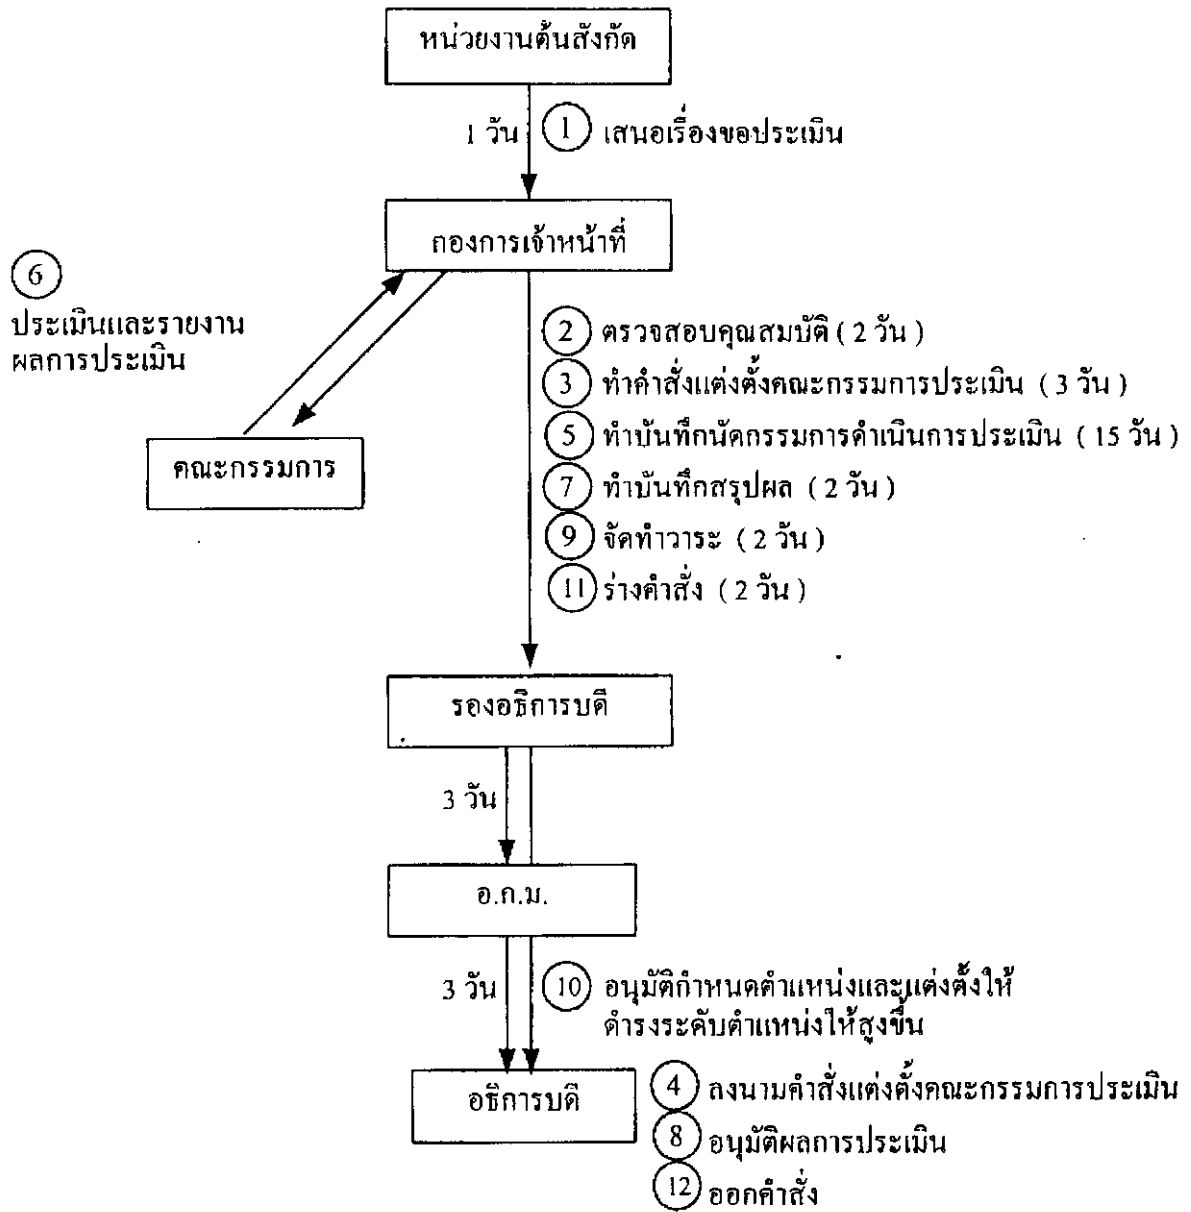 หน่วยงานต้นสังกัด
1 วัน 1 เสนอเรื่องขอประเมิน
กองการเจ้าหน้าที่
6
ประเมินและรายงาน
ผลการประเมิน
2 ตรวจสอบคุณสมบัติ ( 2 วัน )
3 ทำคำสั่งแต่งตั้งคณะกรรมการประเมิน ( 3 วัน )
5 ทำบันทึกนัดกรรมการดำเนินการประเมิน ( 15 วัน )
คณะกรรมการ
7 ทำบันทึกสรุปผล ( 2 วัน )
9 จัดทำวาระ ( 2 วัน )
11 ร่างคำสั่ง ( 2 วัน )
รองอธิการบดี
3 วัน
อ.ก.ม.
3 วัน 10 อนุมัติกำหนดตำแหน่งและแต่งตั้งให้
ดำรงระดับตำแหน่งให้สูงขึ้น
อธิการบดี
4 ลงนามคำสั่งแต่งตั้งคณะกรรมการประเมิน
8 อนุมัติผลการประเมิน
12 ออกคำสั่ง